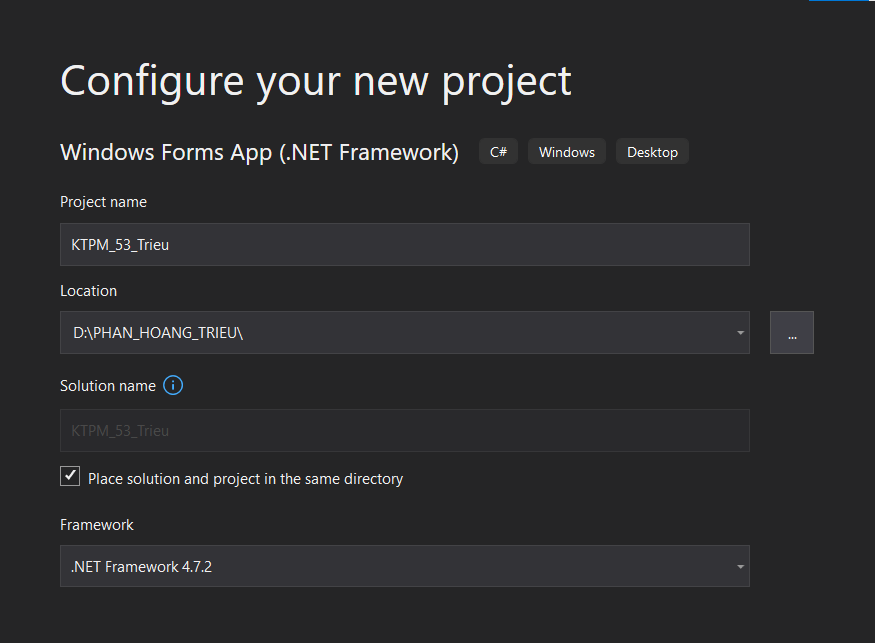 Configure your new project
Windows Forms App (.NET Framework) C# Windows Desktop
Project name
KTPM_53_Trieu
Location
D:\PHAN_HOANG_TRIEU\
...
Solution name
KTPM_53_Trieu
Place solution and project in the same directory
Framework
.NET Framework 4.7.2